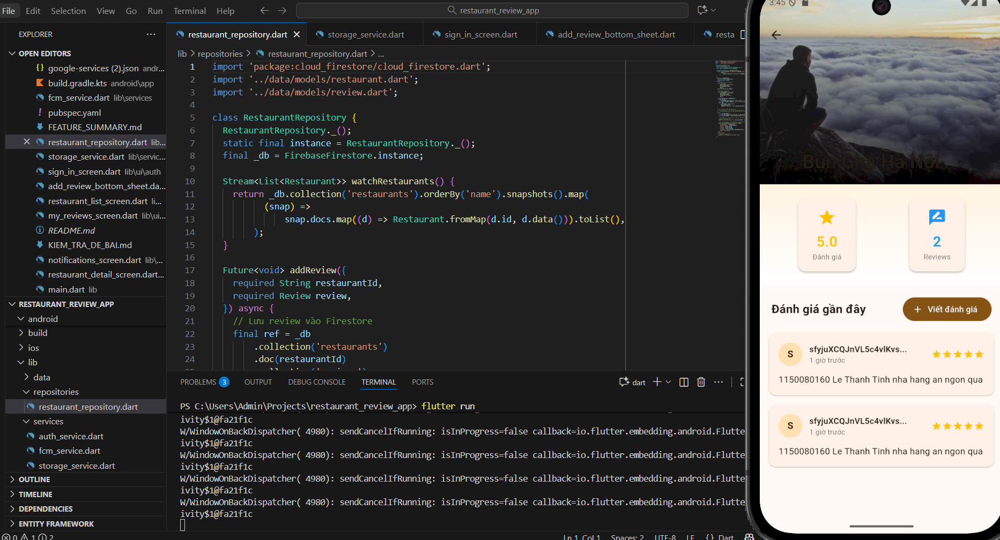 File Edit Selection View Go Run Terminal Help
restaurant_review_app
EXPLORER
OPEN EDITORS
google-services (2).json andr...
build.gradle.kts android\app
fcm_service.dart lib\services
pubspec.yaml
FEATURE_SUMMARY.md
restaurant_repository.dart lib...
storage_service.dart lib\servic...
sign_in_screen.dart lib\ui\auth
add_review_bottom_sheet.da...
restaurant_list_screen.dart li...
my_reviews_screen.dart lib\ui...
README.md
KIEM_TRA_DE_BAI.md
notifications_screen.dart lib\...
restaurant_detail_screen.dart...
main.dart lib
RESTAURANT_REVIEW_APP
android
build
ios
lib
data
repositories
restaurant_repository.dart
services
auth_service.dart
fcm_service.dart
storage_service.dart
OUTLINE
TIMELINE
DEPENDENCIES
ENTITY FRAMEWORK
0 1 2
restaurant_repository.dart storage_service.dart sign_in_screen.dart add_review_bottom_sheet.dart resta
lib > repositories > restaurant_repository.dart > ...
1 import 'package:cloud_firestore/cloud_firestore.dart';
2 import '../data/models/restaurant.dart';
3 import '../data/models/review.dart';
4
5 class RestaurantRepository {
6 RestaurantRepository._();
7 static final instance = RestaurantRepository._();
8 final _db = FirebaseFirestore.instance;
9
10 Stream<List<Restaurant>> watchRestaurants() {
11 return _db.collection('restaurants').orderBy('name').snapshots().map(
12 (snap) =>
13 snap.docs.map((d) => Restaurant.fromMap(d.id, d.data())).toList(),
14 );
15 }
16
17 Future<void> addReview({
18 required String restaurantId,
19 required Review review,
20 }) async {
21 // Lưu review vào Firestore
22 final ref = _db
23 .collection('restaurants')
24 .doc(restaurantId)
PROBLEMS 3 OUTPUT DEBUG CONSOLE TERMINAL PORTS
dart
PS C:\Users\Admin\Projects\restaurant_review_app> flutter run
ivity$1@fa21f1c
W/WindowOnBackDispatcher( 4980): sendCancelIfRunning: isInProgress=false callback=io.flutter.embedding.android.Flutte
ivity$1@fa21f1c
W/WindowOnBackDispatcher( 4980): sendCancelIfRunning: isInProgress=false callback=io.flutter.embedding.android.Flutte
ivity$1@fa21f1c
W/WindowOnBackDispatcher( 4980): sendCancelIfRunning: isInProgress=false callback=io.flutter.embedding.android.Flutte
ivity$1@fa21f1c
W/WindowOnBackDispatcher( 4980): sendCancelIfRunning: isInProgress=false callback=io.flutter.embedding.android.Flutte
ivity$1@fa21f1c
Ln 1, Col 1 Spaces: 2 UTF-8 LF {} Dart
3:45
Bún Chả Hà Nội
5.0
Đánh giá
2
Reviews
Đánh giá gần đây
+ Viết đánh giá
S
sfyjuXCQJnVL5c4vlKvs...
1 giờ trước
1150080160 Le Thanh Tinh nha hang an ngon qua
S
sfyjuXCQJnVL5c4vlKvs...
1 giờ trước
1150080160 Le Thanh Tinh nha hang an ngon qua